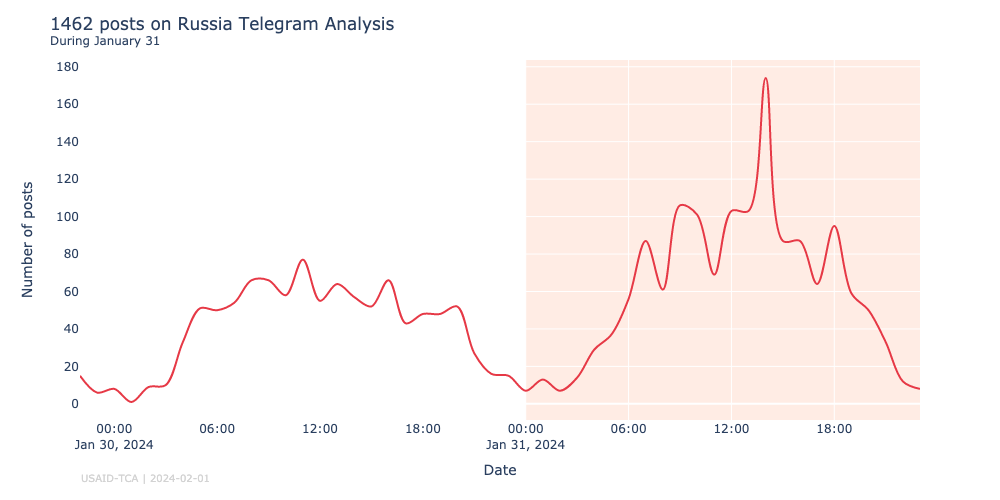 1462 posts on Russia Telegram Analysis
During January 31
180
160
140
120
100
80
60
40
20
0
Number of posts
00:00 06:00 12:00 18:00 00:00 06:00 12:00 18:00
Jan 30, 2024 Jan 31, 2024
Date
USAID-TCA | 2024-02-01